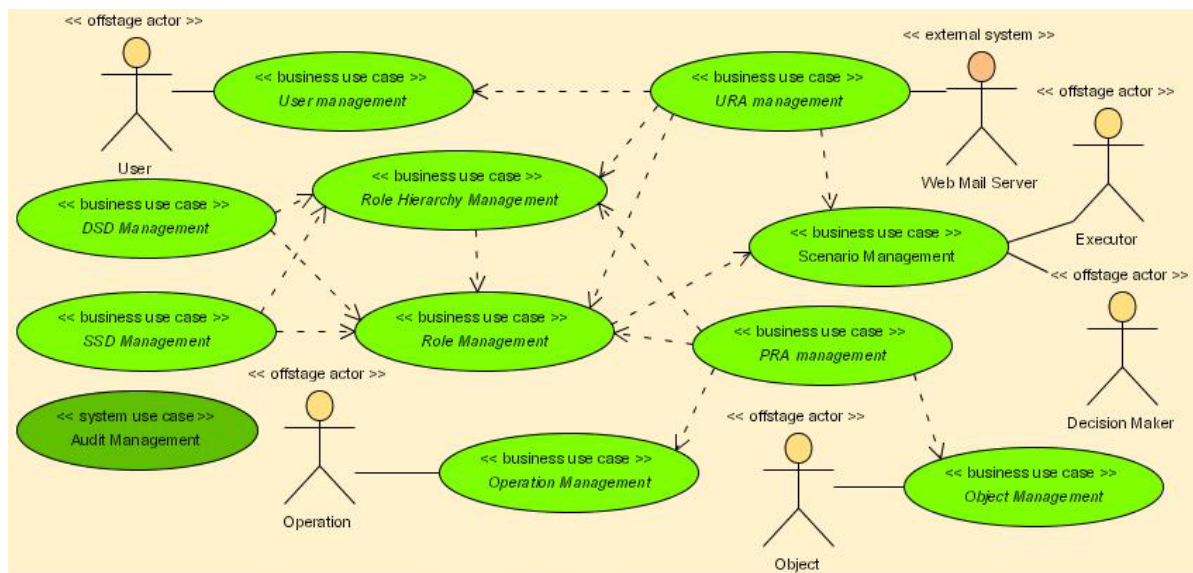 << offstage actor >>
User
<< business use case >>
User management
<< business use case >>
URA management
<< external system >>
Web Mail Server
<< offstage actor >>
Executor
<< business use case >>
DSD Management
<< business use case >>
Role Hierarchy Management
<< business use case >>
Scenario Management
<< offstage actor >>
Decision Maker
<< business use case >>
SSD Management
<< business use case >>
Role Management
<< business use case >>
PRA management
<< system use case >>
Audit Management
<< offstage actor >>
Operation
<< business use case >>
Operation Management
<< offstage actor >>
Object
<< business use case >>
Object Management